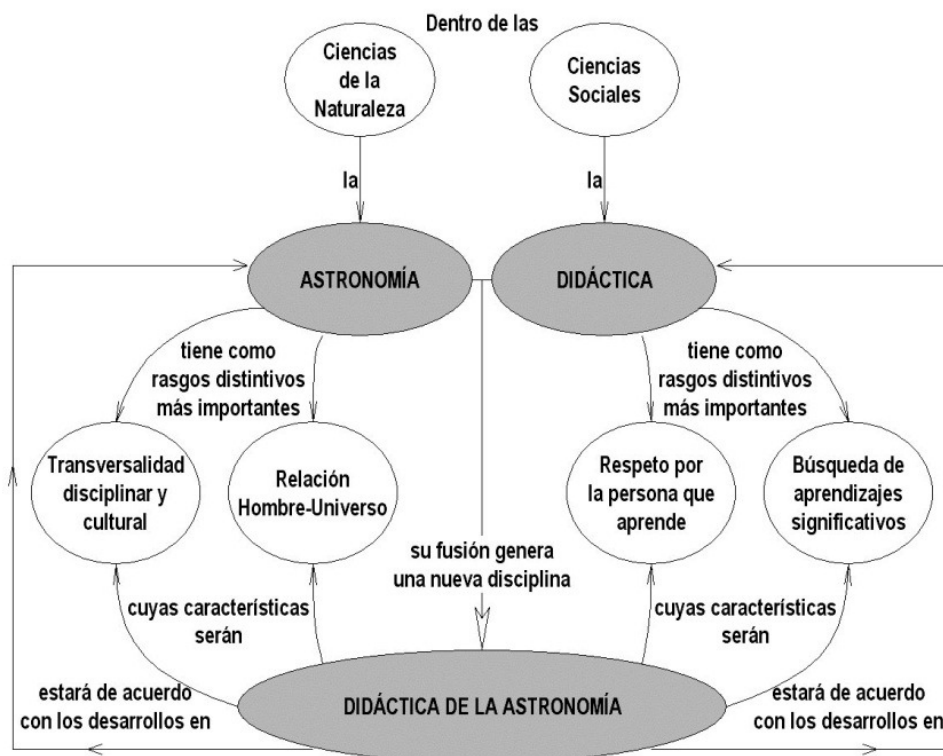 Dentro de las
Ciencias
de la
Naturaleza
Ciencias
Sociales
la
la
ASTRONOMÍA
DIDÁCTICA
tiene como
rasgos distintivos
más importantes
tiene como
rasgos distintivos
más importantes
Transversalidad
disciplinar y
cultural
Relación
Hombre-Universo
Respeto por
la persona que
aprende
Búsqueda de
aprendizajes
significativos
su fusión genera
una nueva disciplina
cuyas características
serán
cuyas características
serán
estará de acuerdo
con los desarrollos en
DIDÁCTICA DE LA ASTRONOMÍA
estará de acuerdo
con los desarrollos en